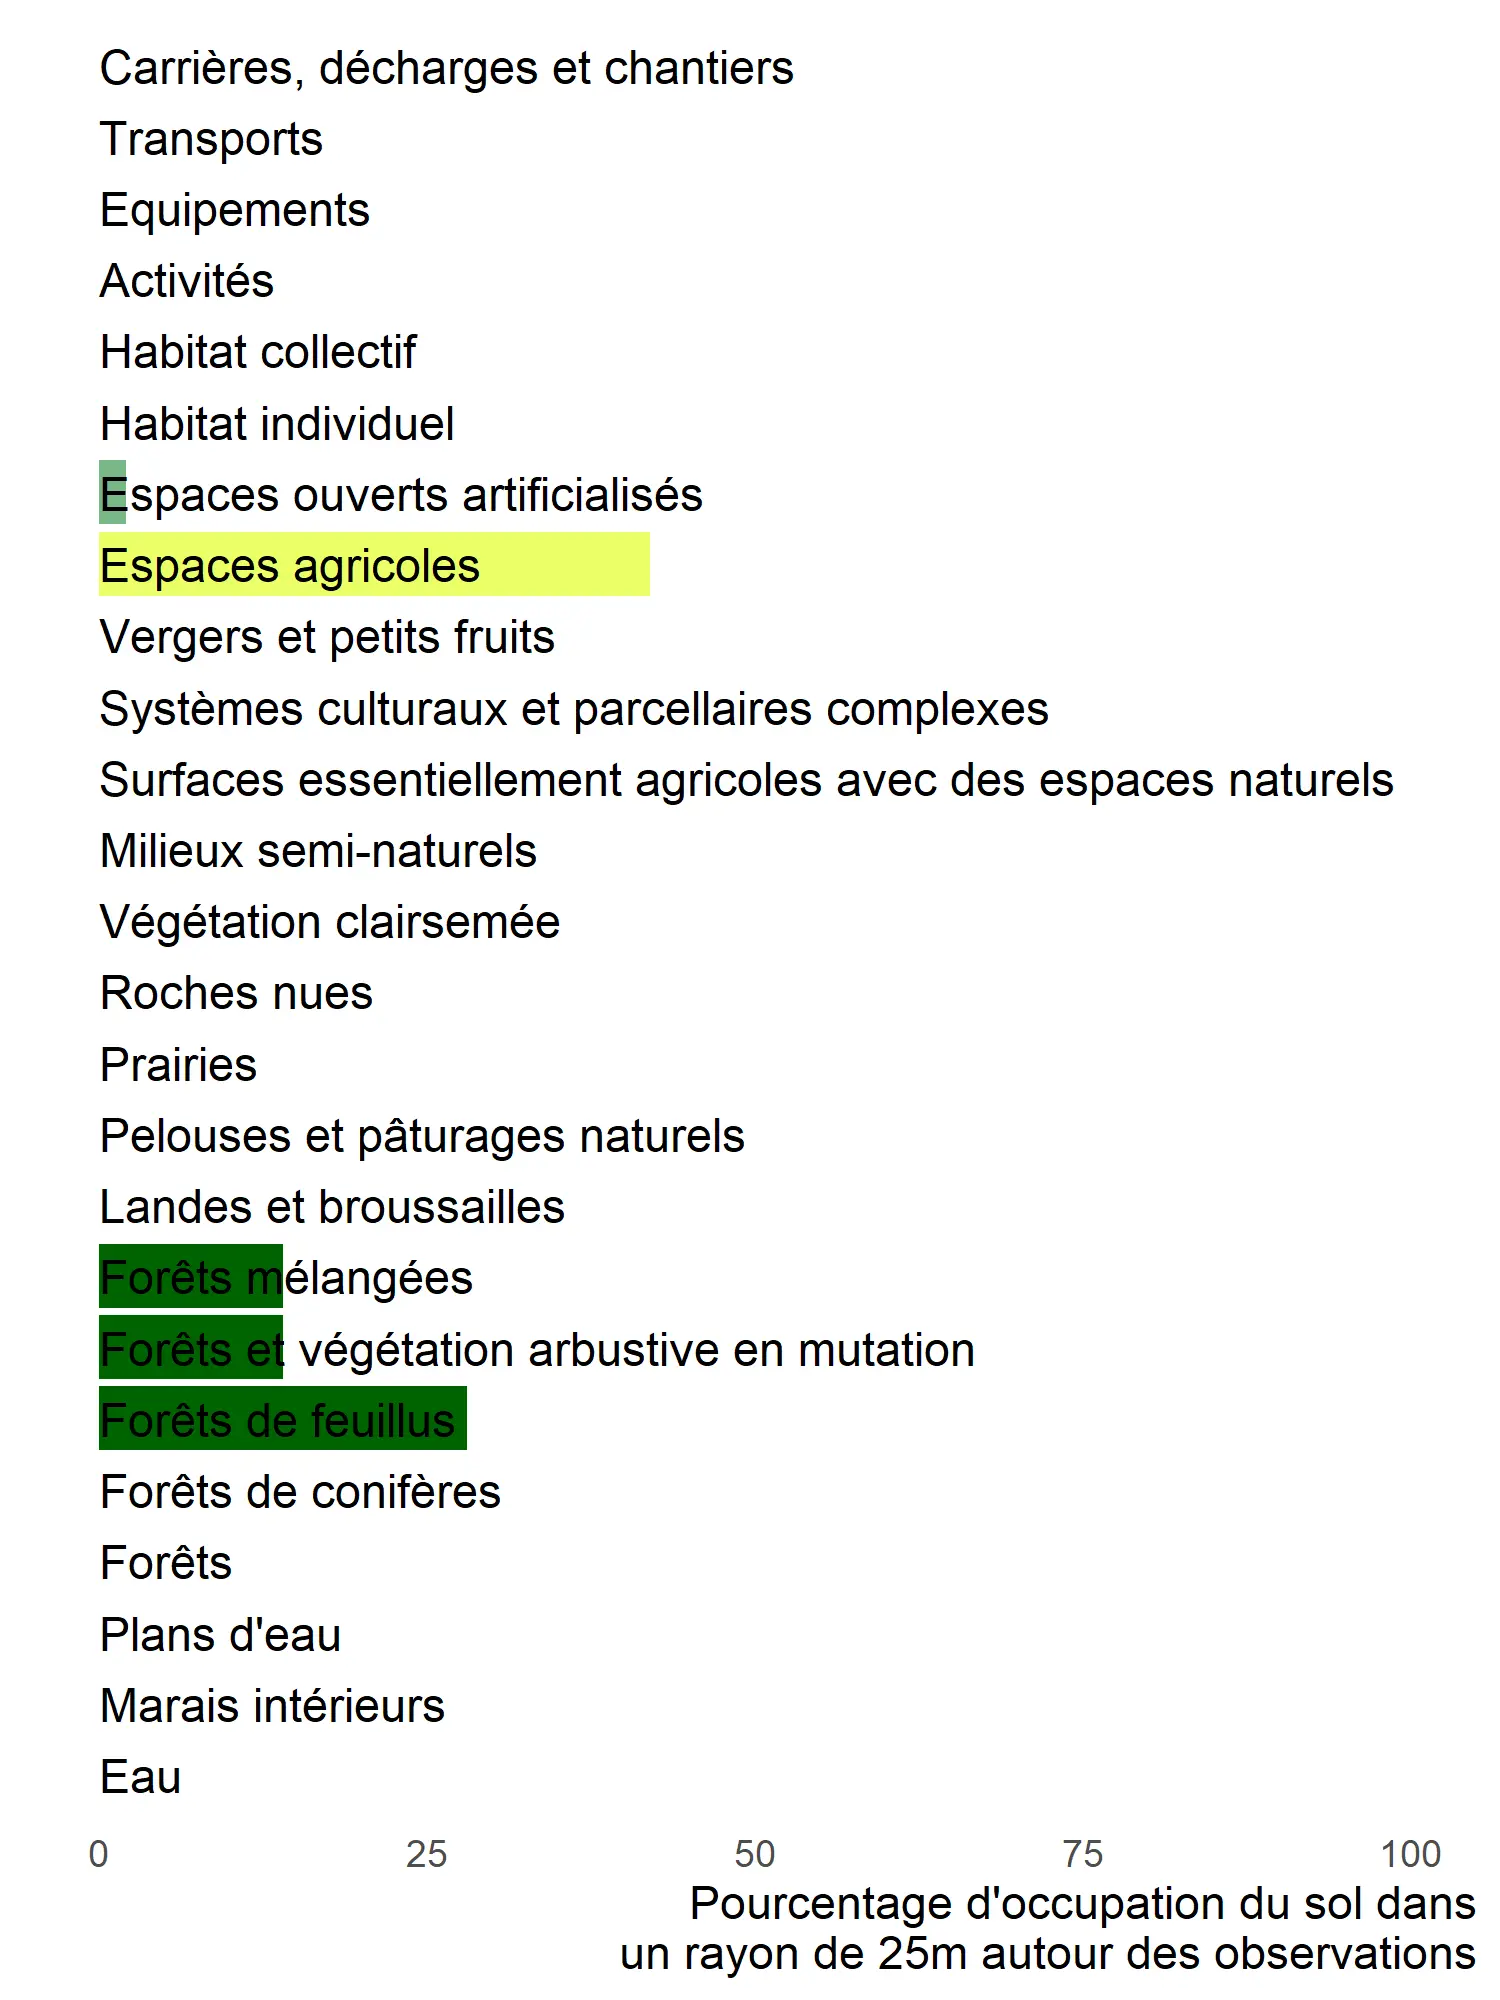 Carrières, décharges et chantiers
Transports
Equipements
Activités
Habitat collectif
Habitat individuel
Espaces ouverts artificialisés
Espaces agricoles
Vergers et petits fruits
Systèmes culturaux et parcellaires complexes
Surfaces essentiellement agricoles avec des espaces naturels
Milieux semi-naturels
Végétation clairsemée
Roches nues
Prairies
Pelouses et pâturages naturels
Landes et broussailles
Forêts mélangées
Forêts et végétation arbustive en mutation
Forêts de feuillus
Forêts de conifères
Forêts
Plans d'eau
Marais intérieurs
Eau
0 25 50 75 100
Pourcentage d'occupation du sol dans
un rayon de 25m autour des observations